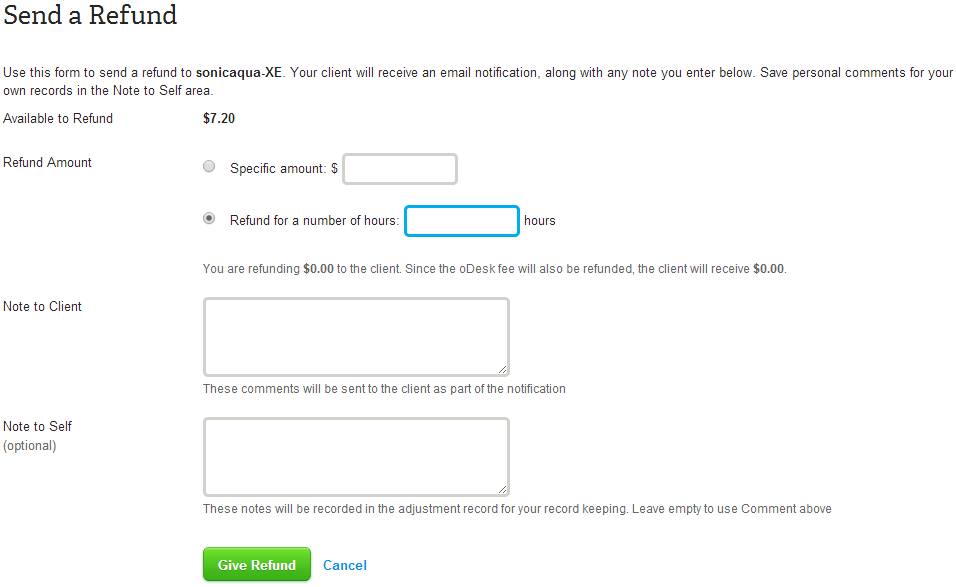 Send a Refund
Use this form to send a refund to sonicaqua-XE. Your client will receive an email notification, along with any note you enter below. Save personal comments for your
own records in the Note to Self area.
Available to Refund $7.20
Refund Amount Specific amount: $
Refund for a number of hours: hours
You are refunding $0.00 to the client. Since the oDesk fee will also be refunded, the client will receive $0.00.
Note to Client
These comments will be sent to the client as part of the notification
Note to Self
(optional)
These notes will be recorded in the adjustment record for your record keeping. Leave empty to use Comment above
Give Refund Cancel